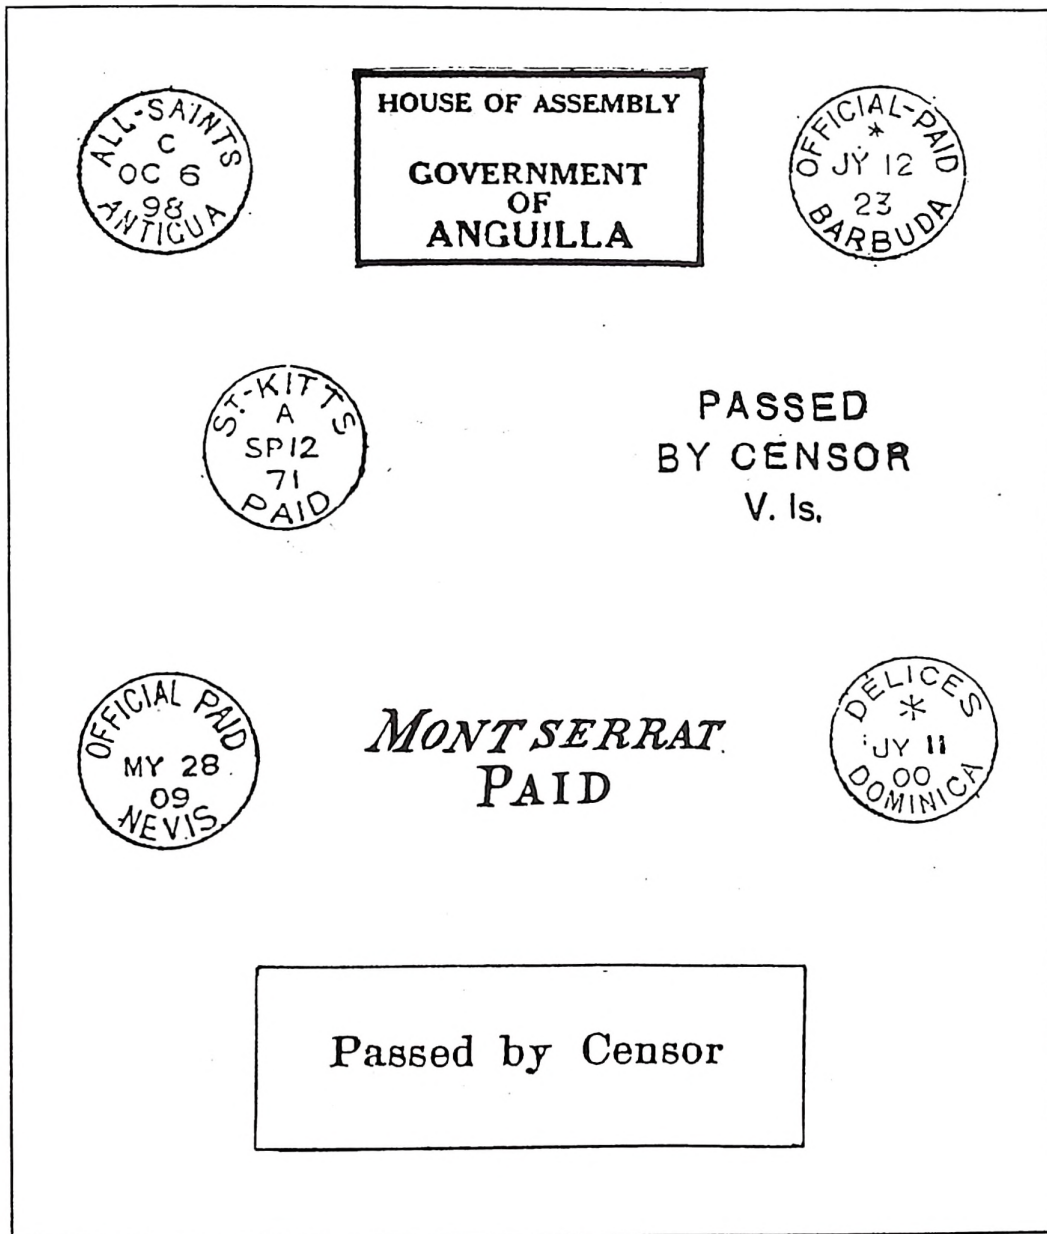 ALL-SAINTS
C
OC 6
98
ANTIGUA
HOUSE OF ASSEMBLY
GOVERNMENT
OF
ANGUILLA
OFFICIAL-PAID
*
JY 12
23
BARBUDA
ST-KITTS
A
SP 12
71
PAID
PASSED
BY CENSOR
V. Is.
OFFICIAL PAID
MY 28
09
NEVIS
MONTSERRAT
PAID
DELICES
*
JY 11
00
DOMINICA
Passed by Censor